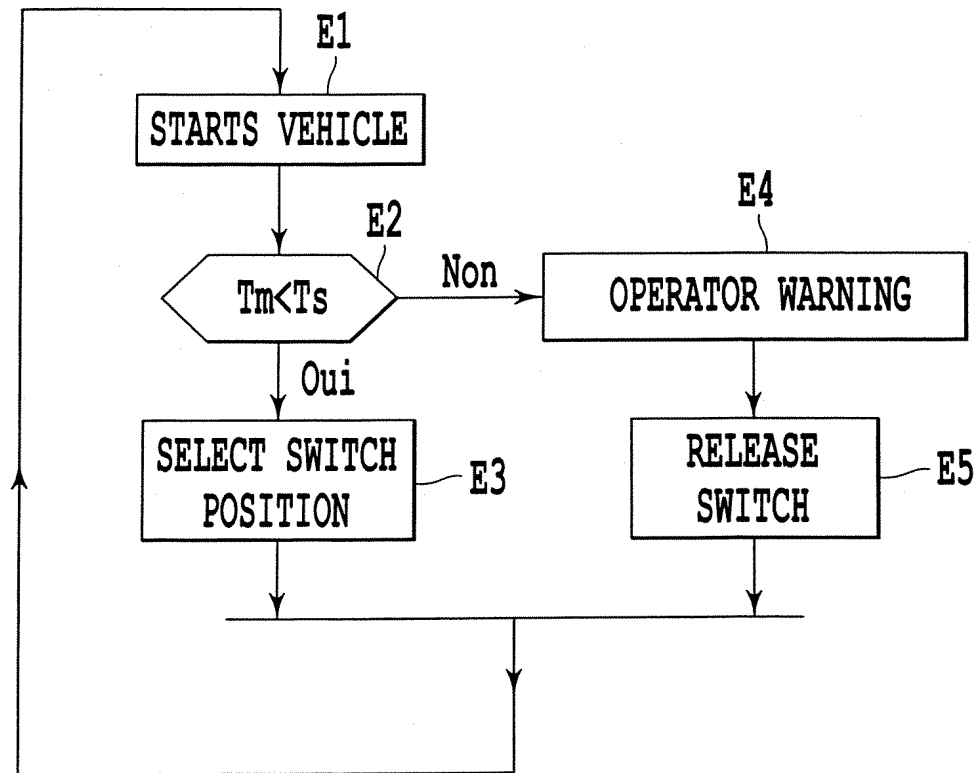 E1
STARTS VEHICLE
E2
Tm<Ts
Non
E4
OPERATOR WARNING
Oui
SELECT SWITCH
POSITION
E3
RELEASE
SWITCH
E5